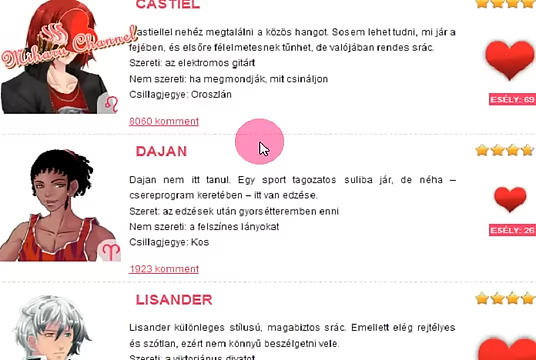 CASTIEL
Castiellel nehéz megtalálni a közös hangot. Sosem lehet tudni, mi jár a
fejében, és elsőre félelmetesnek tűnhet, de valójában rendes srác.
Szereti: az elektromos gitárt
Nem szereti: ha megmondják, mit csináljon
Csillagjegye: Oroszlán
8060 komment
Miharu Channel
ESÉLY: 69
DAJAN
Dajan nem itt tanul. Egy sport tagozatos suliba jár, de néha –
csereprogram keretében – itt van edzése.
Szeret: az edzések után gyorsétteremben enni
Nem szereti: a felszínes lányokat
Csillagjegye: Kos
1923 komment
ESÉLY: 26
LISANDER
Lisander különleges stílusú, magabiztos srác. Emellett elég rejtélyes
és szótlan, ezért nem könnyű beszélgetni vele.
Szereti: a viktoriánus divatot